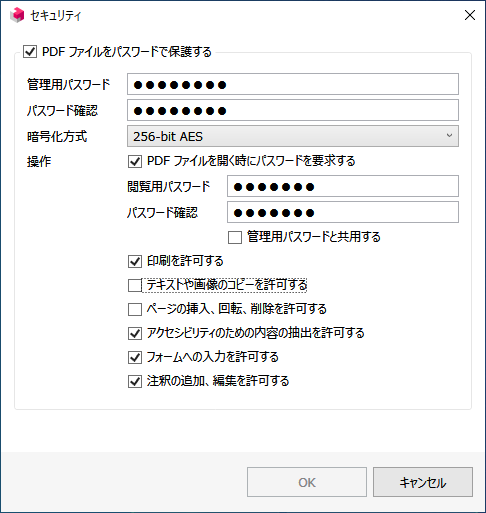 セキュリティ
PDF ファイルをパスワードで保護する
管理用パスワード ●●●●●●●●
パスワード確認 ●●●●●●●●
暗号化方式 256-bit AES
操作 PDF ファイルを開く時にパスワードを要求する
閲覧用パスワード ●●●●●●●
パスワード確認 ●●●●●●●
管理用パスワードと共用する
印刷を許可する
テキストや画像のコピーを許可する
ページの挿入、回転、削除を許可する
アクセシビリティのための内容の抽出を許可する
フォームへの入力を許可する
注釈の追加、編集を許可する
OK キャンセル